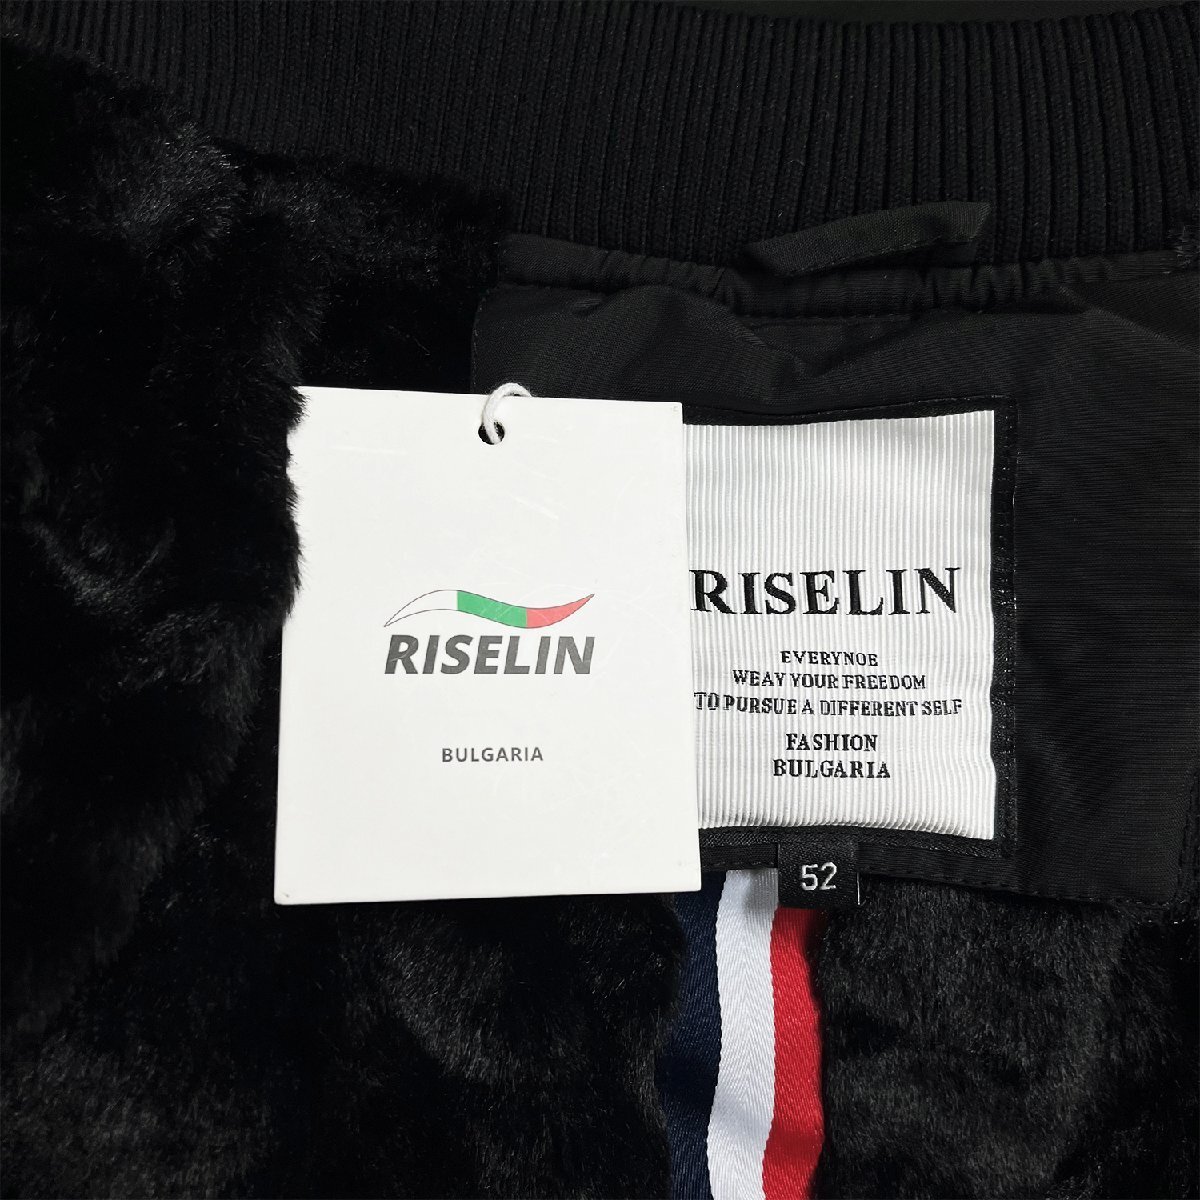 RISELIN
BULGARIA
RISELIN
EVERYNOE
WEAY YOUR FREEDOM
TO PURSUE A DIFFERENT SELF
FASHION
BULGARIA
52